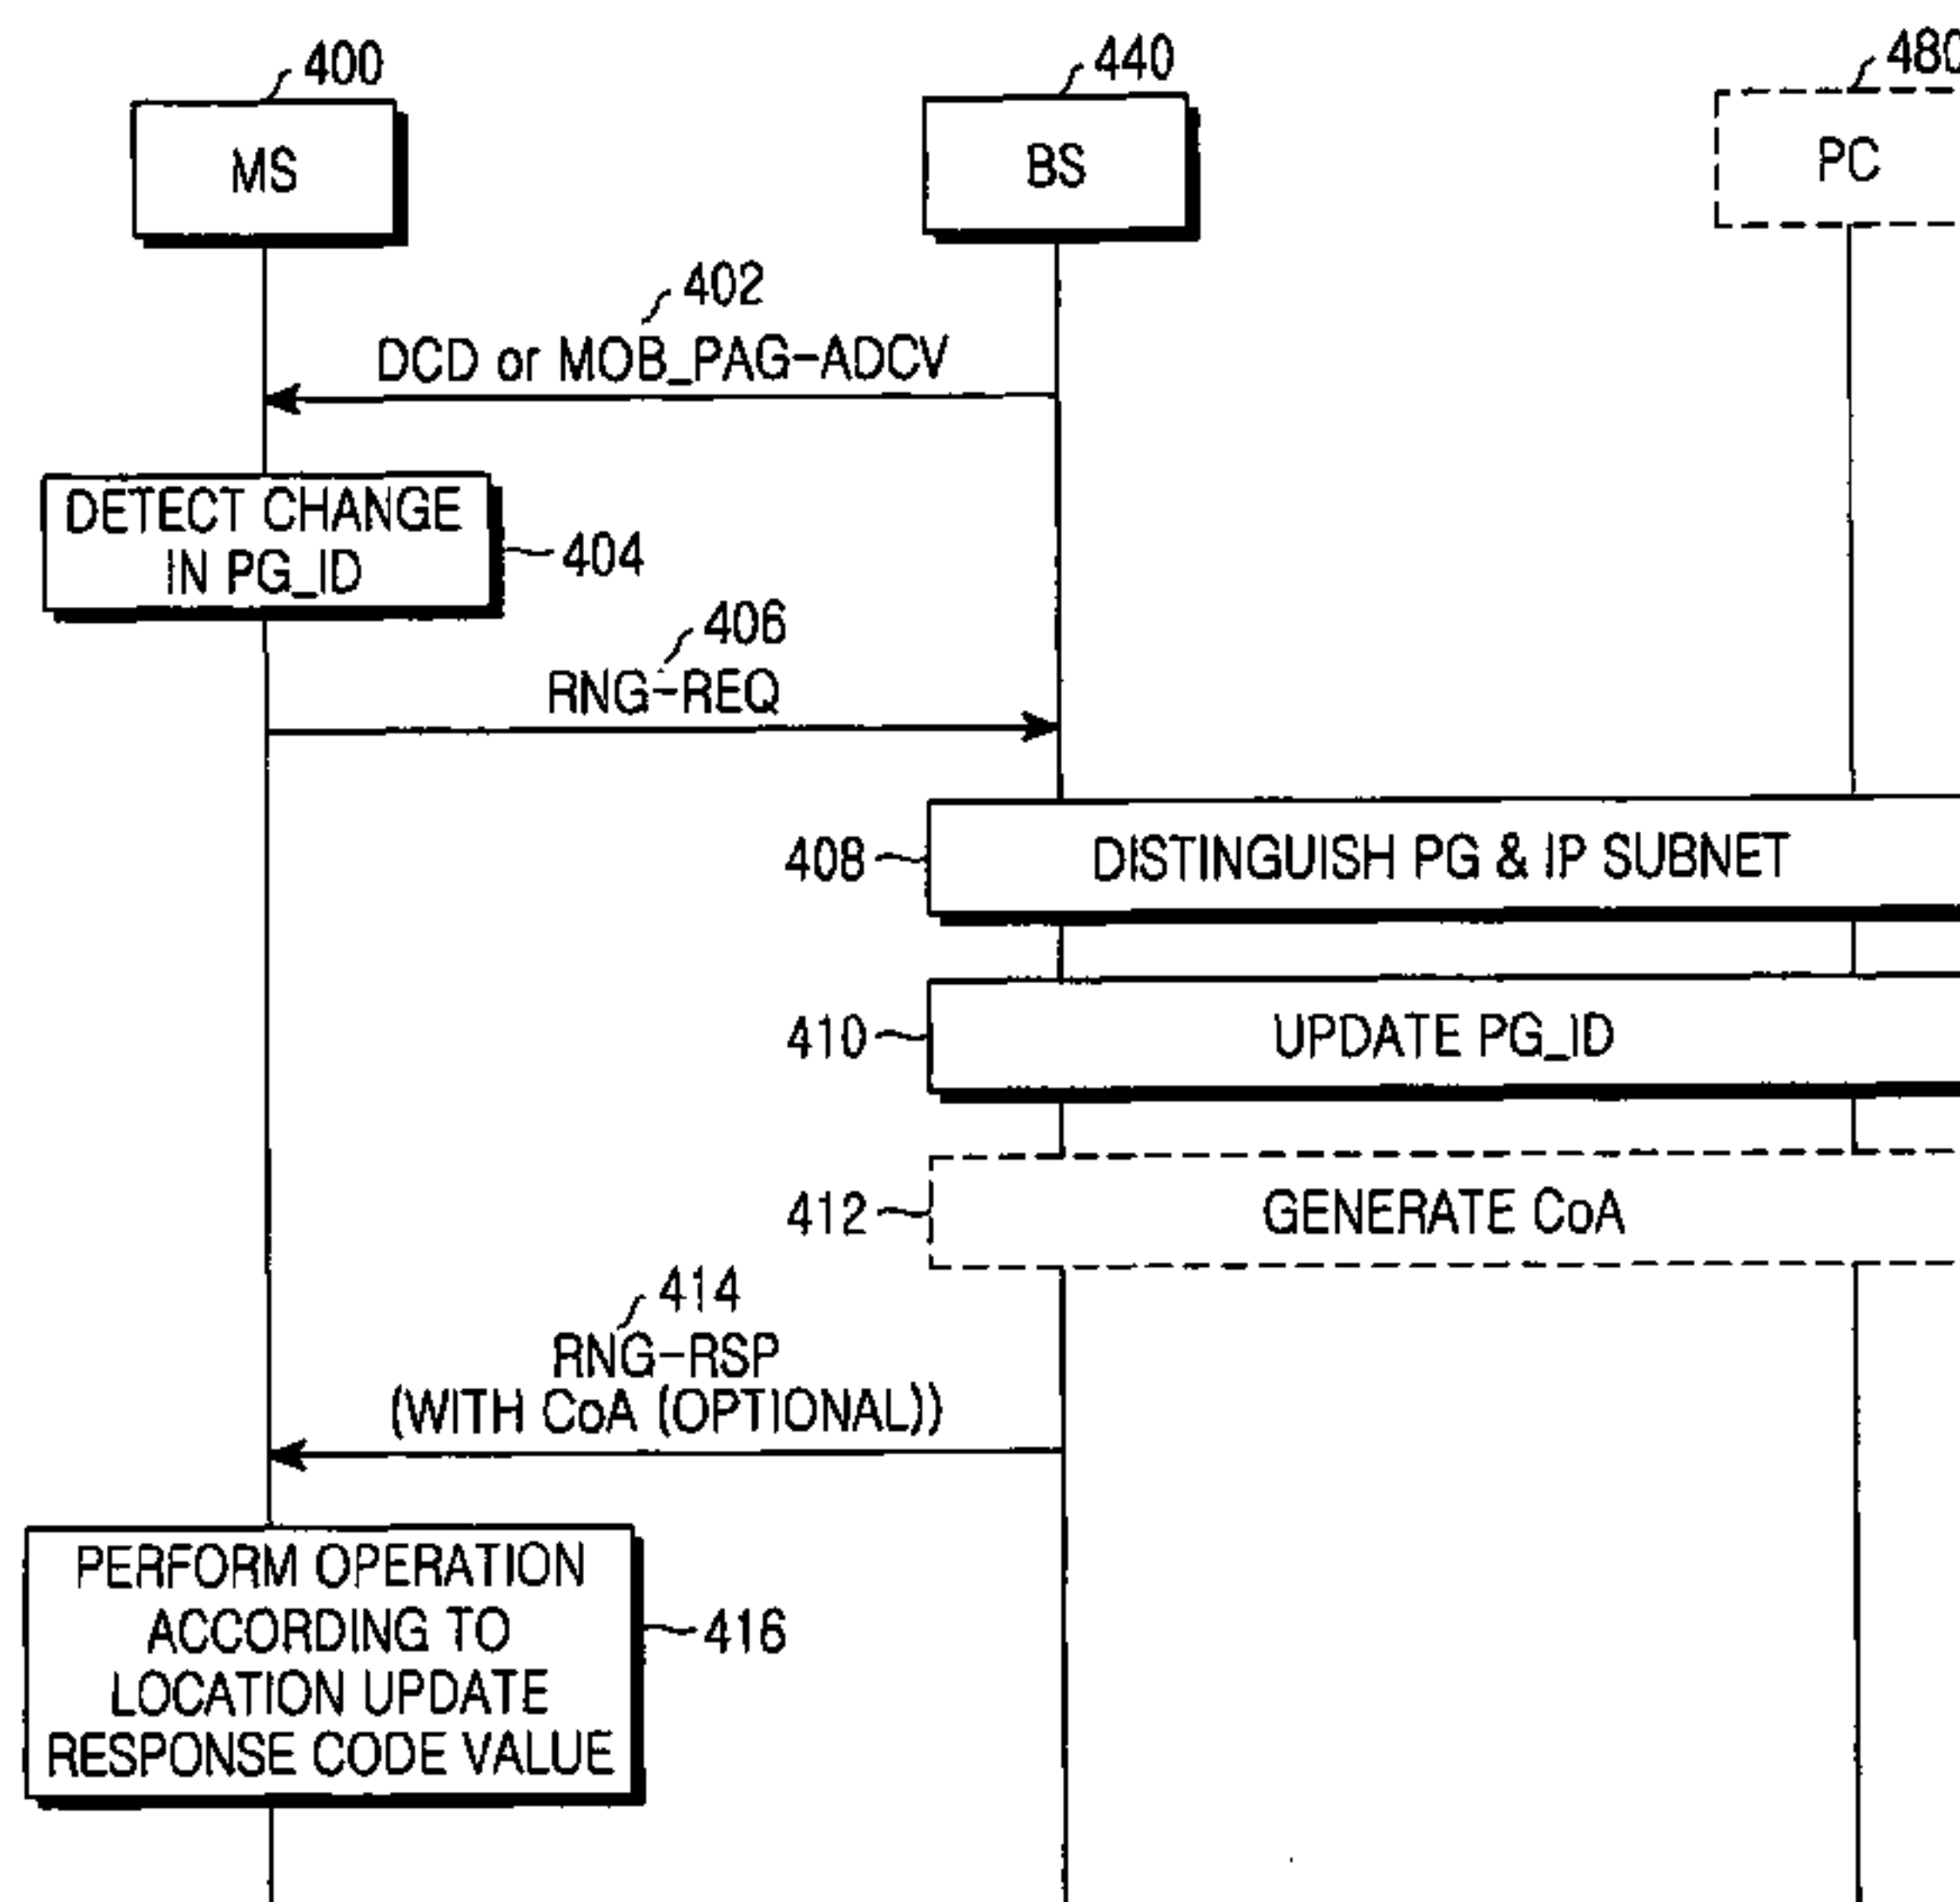 400
440
480
MS
BS
PC
402
DCD or MOB_PAG-ADCV
DETECT CHANGE
IN PG_ID
404
406
RNG-REQ
408
DISTINGUISH PG & IP SUBNET
410
UPDATE PG_ID
412
GENERATE CoA
414
RNG-RSP
(WITH CoA (OPTIONAL))
PERFORM OPERATION
ACCORDING TO
LOCATION UPDATE
RESPONSE CODE VALUE
416